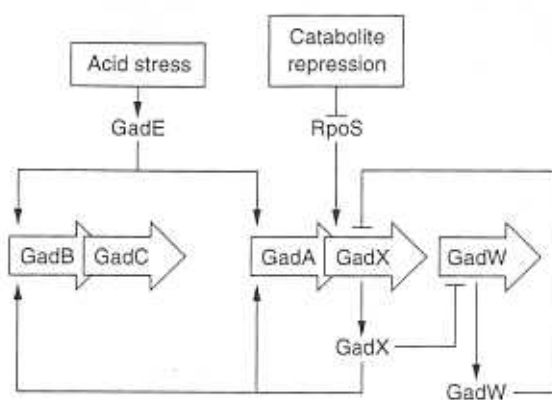 Acid stress
Catabolite
repression
GadE
RpoS
GadB
GadC
GadA
GadX
GadW
GadX
GadW